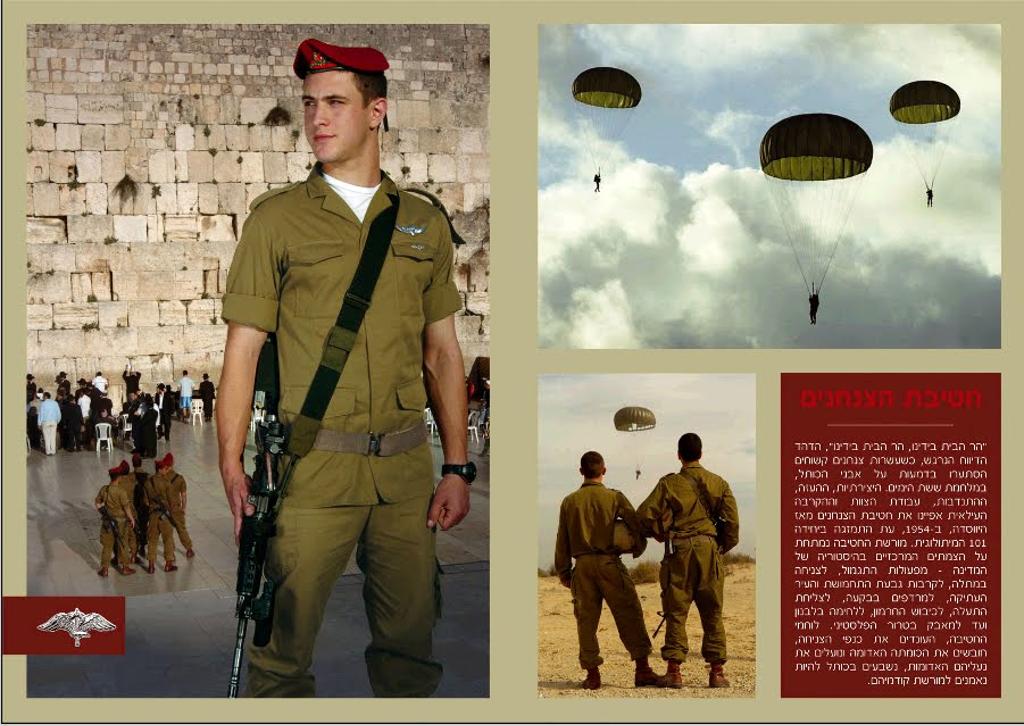 חטיבת הצנחנים
"הר הבית בידינו, הר הבית בידינו", הדהד
הדיווח הנרגש, כשעשרות צנחנים קשוחים
הסתערו בדמעות על אבני הכותל,
במלחמת ששת הימים. היצירתיות, ההעזה,
ההתנדבות, עבודת הצוות וההקרבה
העילאית אפיינו את חטיבת הצנחנים מאז
היווסדה, ב-1954, עת התמזגה ביחידה
101 המיתולוגית. מורשת החטיבה נמתחת
על הצמתים המרכזיים בהיסטוריה של
המדינה - מפעולות התגמול, לצניחה
במתלה, לקרבות גבעת התחמושת והעיר
העתיקה, למרדפים בבקעה, לצליחת
התעלה, לכיבוש החרמון, ללחימה בלבנון
ועד למאבק בטרור הפלסטיני. לוחמי
החטיבה, העונדים את כנפי הצניחה,
חובשים את הכומתה האדומה ונועלים את
נעליהם האדומות, נשבעים בכותל להיות
נאמנים למורשת קודמיהם.